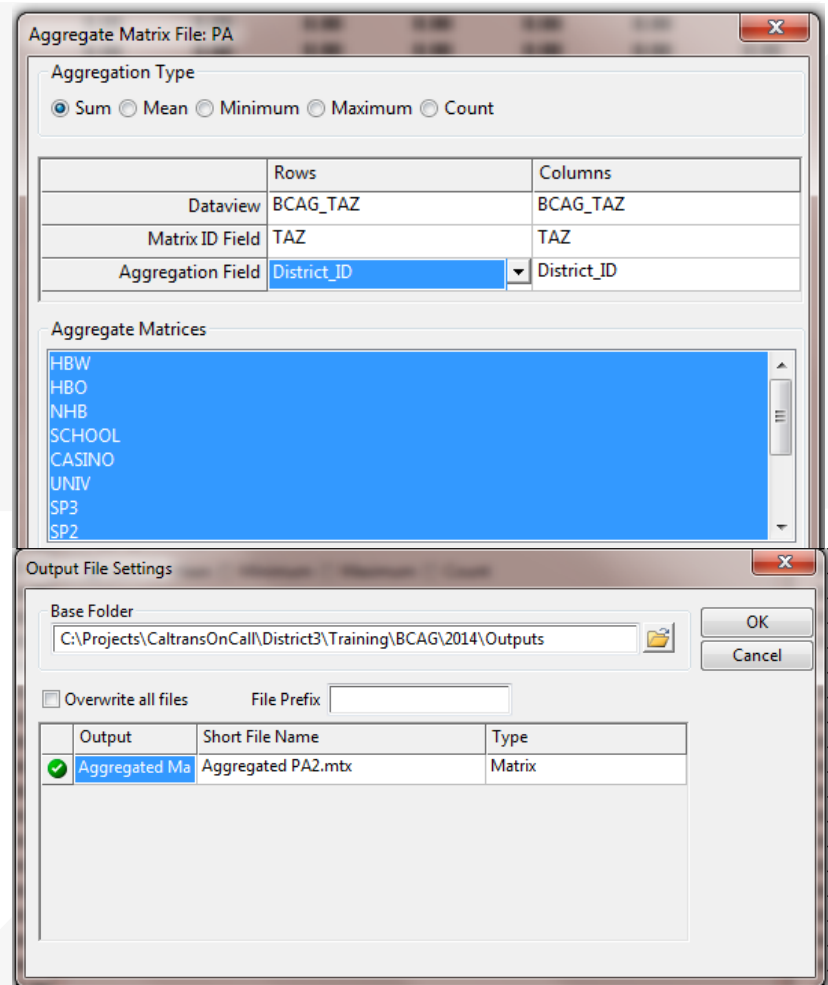 Aggregate Matrix File: PA
Aggregation Type
Sum Mean Minimum Maximum Count
Rows Columns
Dataview BCAG_TAZ BCAG_TAZ
Matrix ID Field TAZ TAZ
Aggregation Field District_ID District_ID
Aggregate Matrices
HBW
HBO
NHB
SCHOOL
CASINO
UNIV
SP3
SP2
Output File Settings
Base Folder
C:\Projects\CaltransOnCall\District3\Training\BCAG\2014\Outputs
OK
Cancel
Overwrite all files File Prefix
Output Short File Name Type
Aggregated Ma Aggregated PA2.mtx Matrix